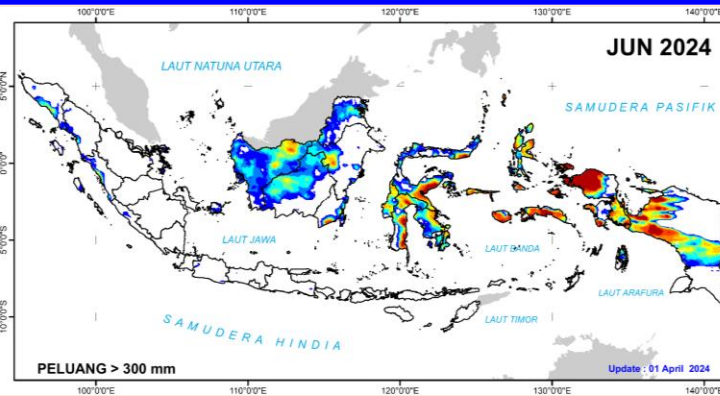 100°0'0"E 110°0'0"E 120°0'0"E 130°0'0"E 140°0'0"E
JUN 2024
LAUT NATUNA UTARA
5°0'0"N
SAMUDERA PASIFIK
0°0'0"
LAUT JAWA
LAUT BANDA
5°0'0"S
LAUT ARAFURA
10°0'0"S
LAUT TIMOR
SAMUDERA HINDIA
PELUANG > 300 mm
Update : 01 April 2024
100°0'0"E 110°0'0"E 120°0'0"E 130°0'0"E 140°0'0"E